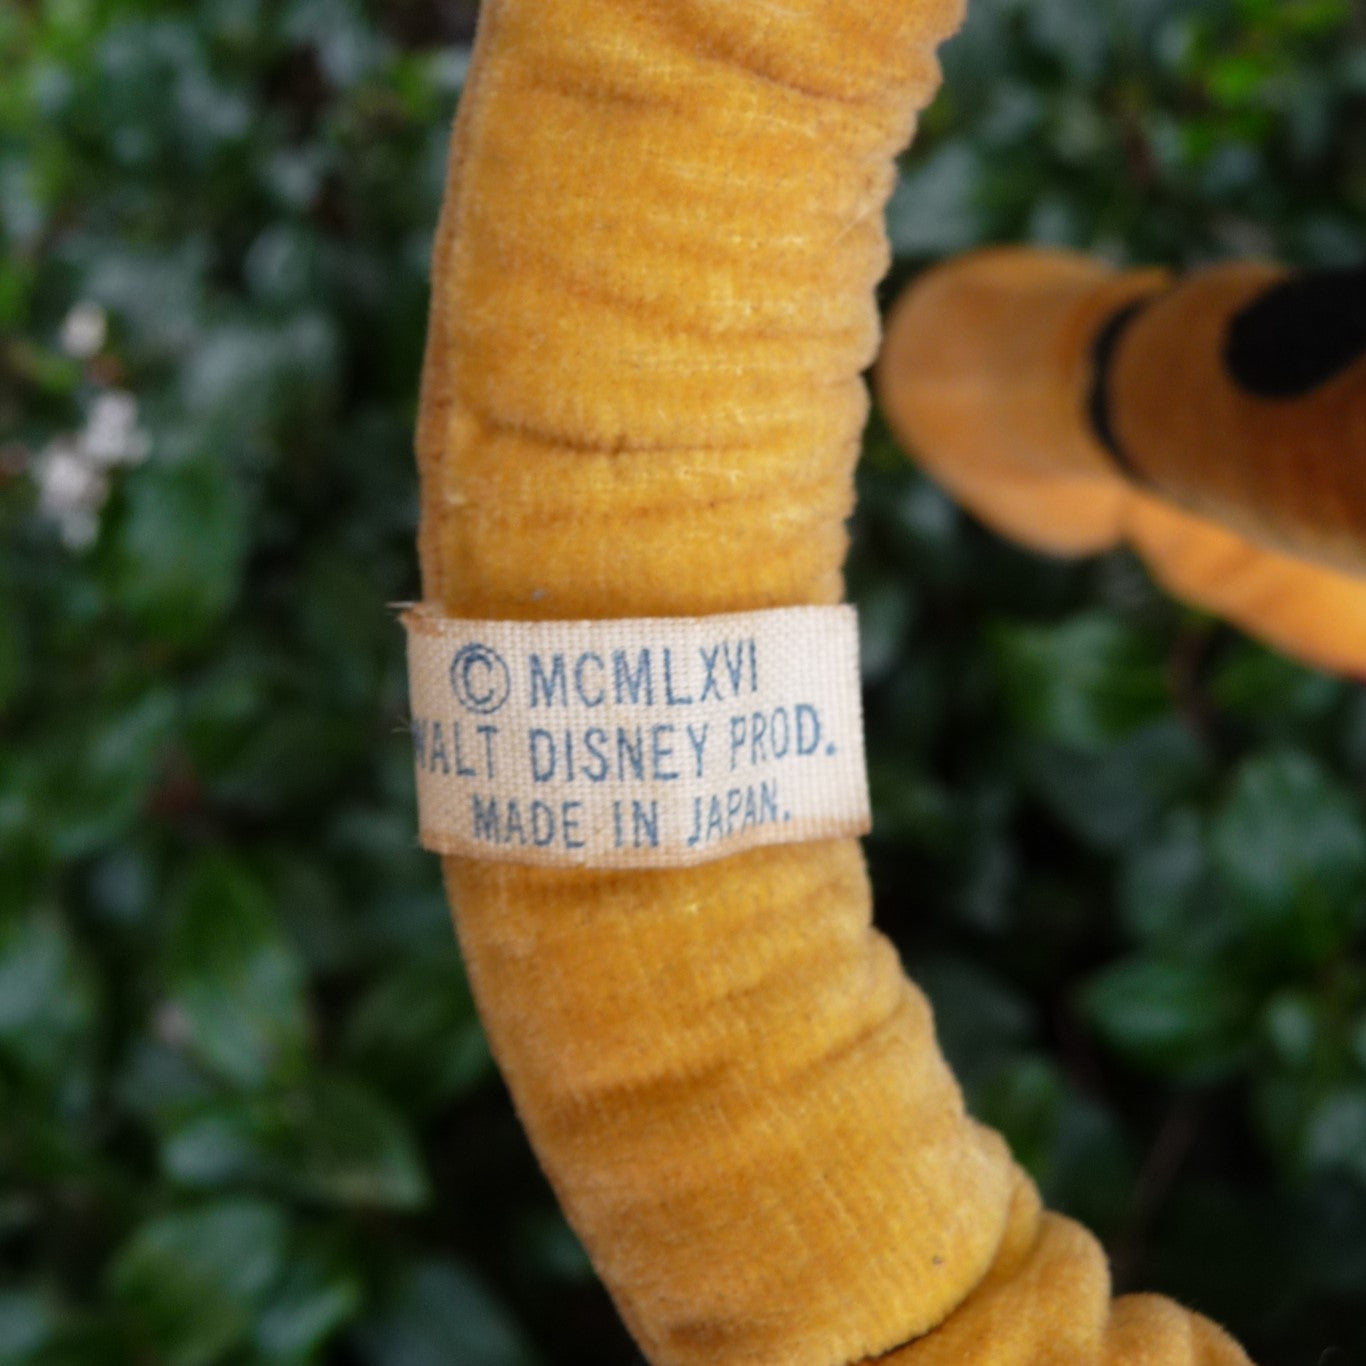 © MCMLXVI
WALT DISNEY PROD.
MADE IN JAPAN.